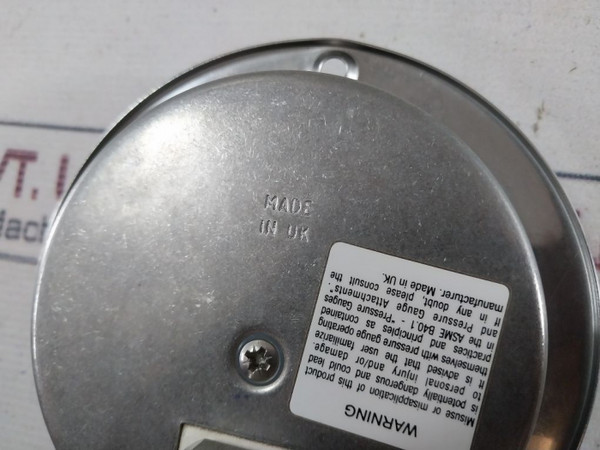 MADE
IN UK
WARNING
Misuse or misapplication of this product
is potentially dangerous and could lead
to personal injury and/or damage.
It is advised that the user familiarize
themselves with pressure gauge operating
practices and principles as contained
in the ASME B40.1 - "Pressure Gauges
and Pressure Gauge Attachments".
If in any doubt, please consult the
manufacturer. Made in UK.
VT. L
Mach